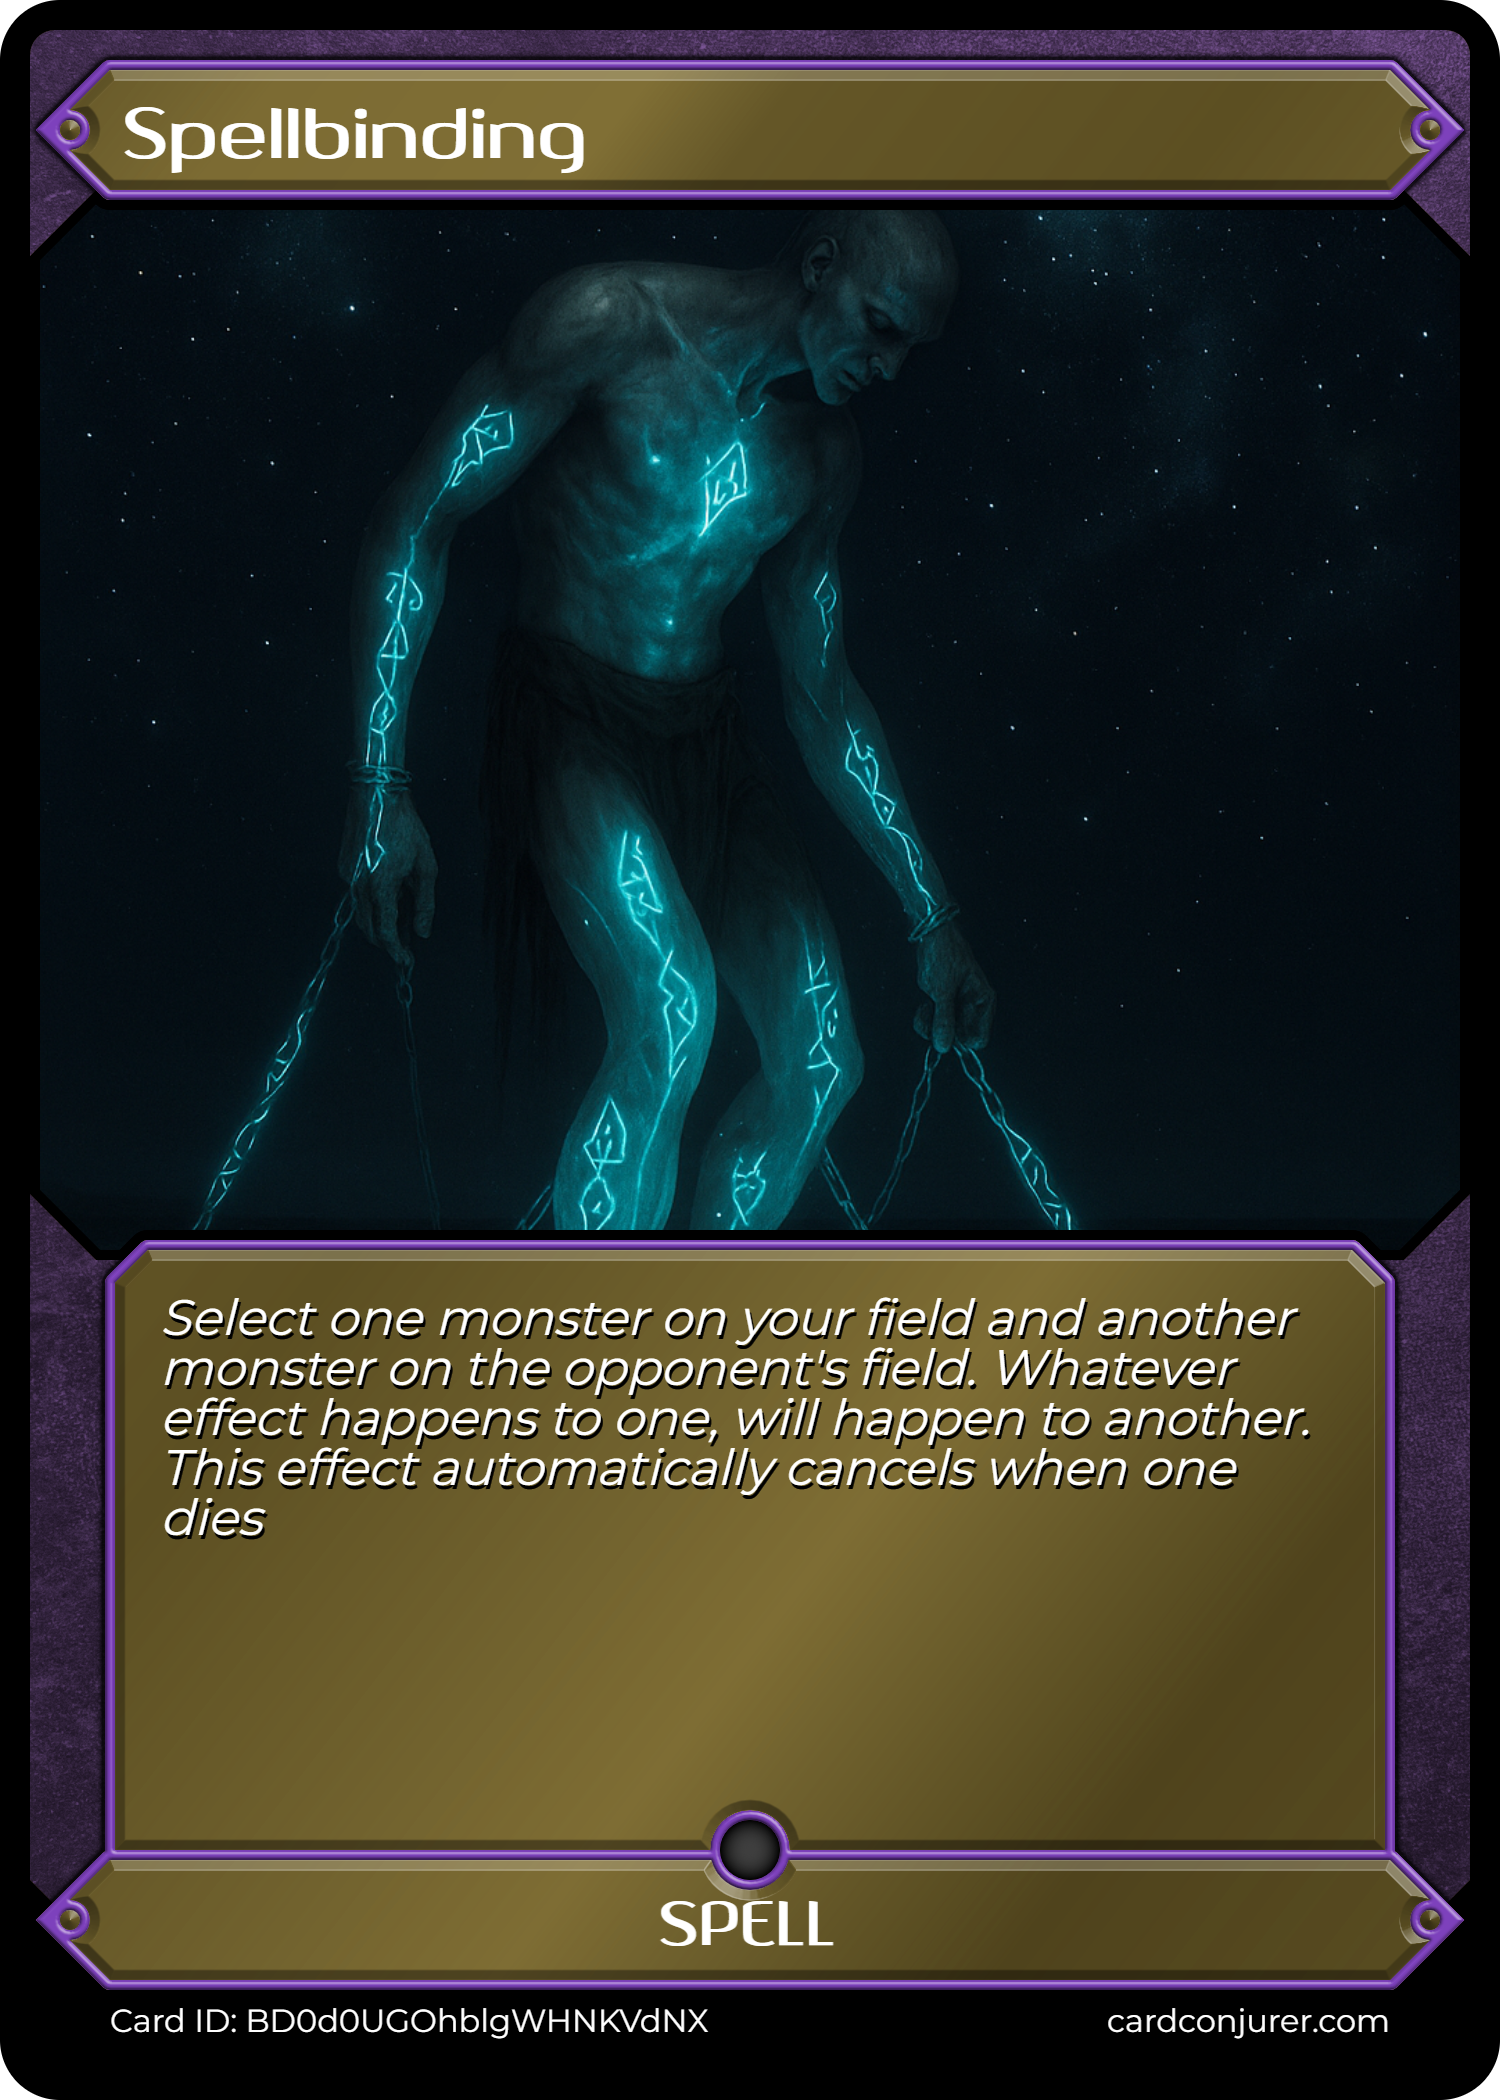 Spellbinding
Select one monster on your field and another
monster on the opponent's field. Whatever
effect happens to one, will happen to another.
This effect automatically cancels when one
dies
SPELL
Card ID: BD0d0UGOhblgWHNKVdNX
cardconjurer.com